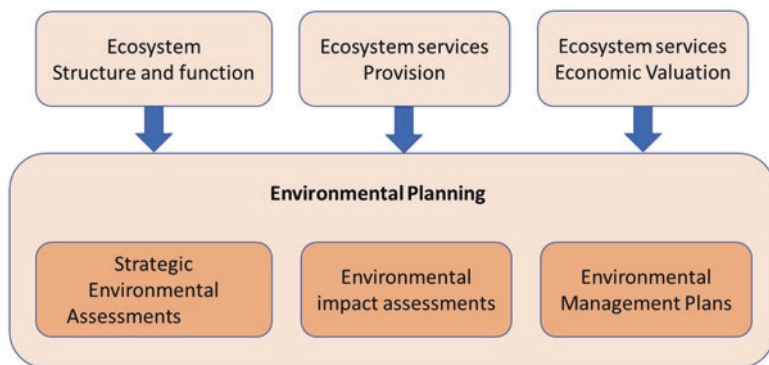 Ecosystem
Structure and function
Ecosystem services
Provision
Ecosystem services
Economic Valuation
Environmental Planning
Strategic
Environmental
Assessments
Environmental
impact assessments
Environmental
Management Plans